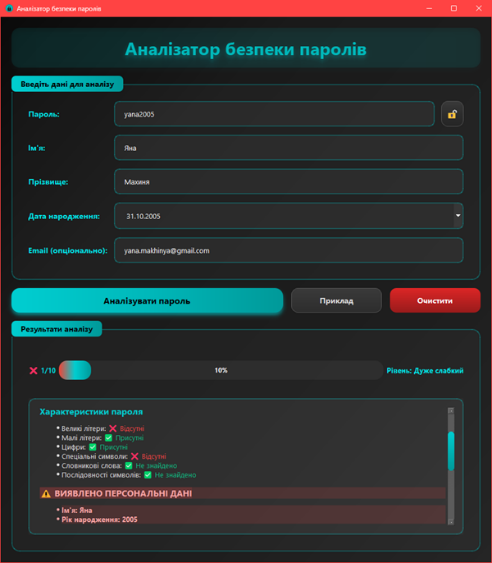 Аналізатор безпеки паролів
Аналізатор безпеки паролів
Введіть дані для аналізу
Пароль: yana2005
Ім'я: Яна
Прізвище: Махиня
Дата народження: 31.10.2005
Email (опціонально): yana.makhinya@gmail.com
Аналізувати пароль Приклад Очистити
Результати аналізу
❌ 1/10 10% Рівень: Дуже слабкий
Характеристики пароля
• Великі літери: ❌ Відсутні
• Малі літери: ✅ Присутні
• Цифри: ✅ Присутні
• Спеціальні символи: ❌ Відсутні
• Словникові слова: ✅ Не знайдено
• Послідовності символів: ✅ Не знайдено
⚠️ ВИЯВЛЕНО ПЕРСОНАЛЬНІ ДАНІ
• Ім'я: Яна
• Рік народження: 2005